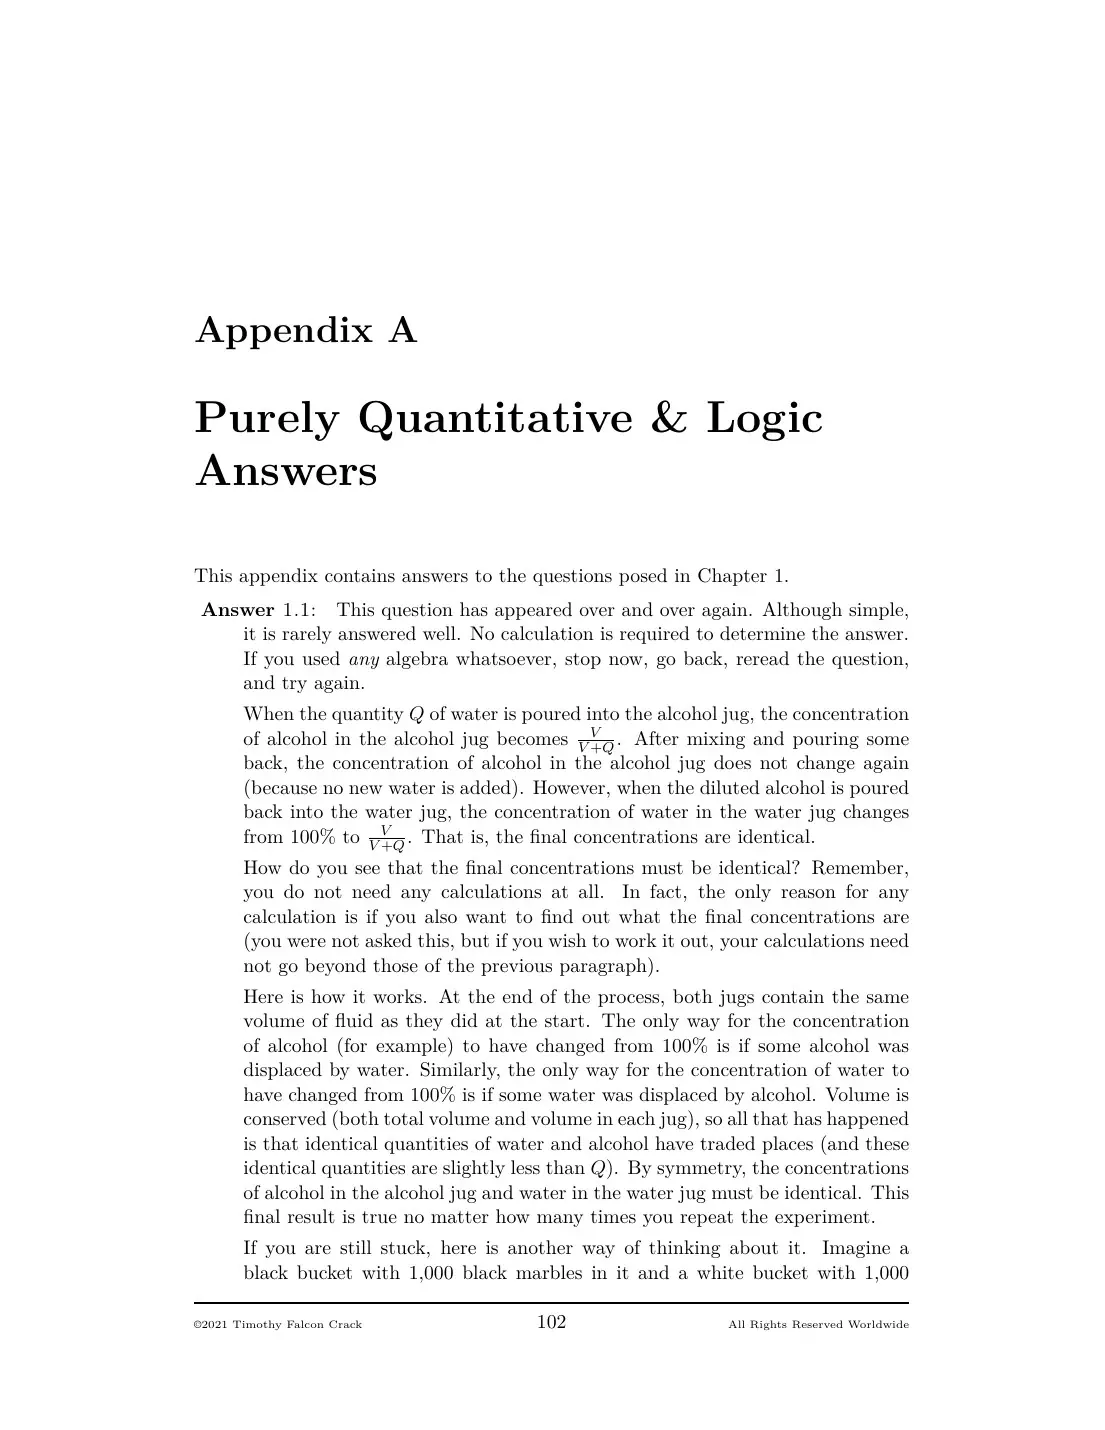 Appendix A
Purely Quantitative & Logic
Answers
This appendix contains answers to the questions posed in Chapter 1.
Answer 1.1: This question has appeared over and over again. Although simple,
it is rarely answered well. No calculation is required to determine the answer.
If you used any algebra whatsoever, stop now, go back, reread the question,
and try again.
When the quantity Q of water is poured into the alcohol jug, the concentration
of alcohol in the alcohol jug becomes V/(V+Q). After mixing and pouring some
back, the concentration of alcohol in the alcohol jug does not change again
(because no new water is added). However, when the diluted alcohol is poured
back into the water jug, the concentration of water in the water jug changes
from 100% to V/(V+Q). That is, the final concentrations are identical.
How do you see that the final concentrations must be identical? Remember,
you do not need any calculations at all. In fact, the only reason for any
calculation is if you also want to find out what the final concentrations are
(you were not asked this, but if you wish to work it out, your calculations need
not go beyond those of the previous paragraph).
Here is how it works. At the end of the process, both jugs contain the same
volume of fluid as they did at the start. The only way for the concentration
of alcohol (for example) to have changed from 100% is if some alcohol was
displaced by water. Similarly, the only way for the concentration of water to
have changed from 100% is if some water was displaced by alcohol. Volume is
conserved (both total volume and volume in each jug), so all that has happened
is that identical quantities of water and alcohol have traded places (and these
identical quantities are slightly less than Q). By symmetry, the concentrations
of alcohol in the alcohol jug and water in the water jug must be identical. This
final result is true no matter how many times you repeat the experiment.
If you are still stuck, here is another way of thinking about it. Imagine a
black bucket with 1,000 black marbles in it and a white bucket with 1,000
©2021 Timothy Falcon Crack 102 All Rights Reserved Worldwide